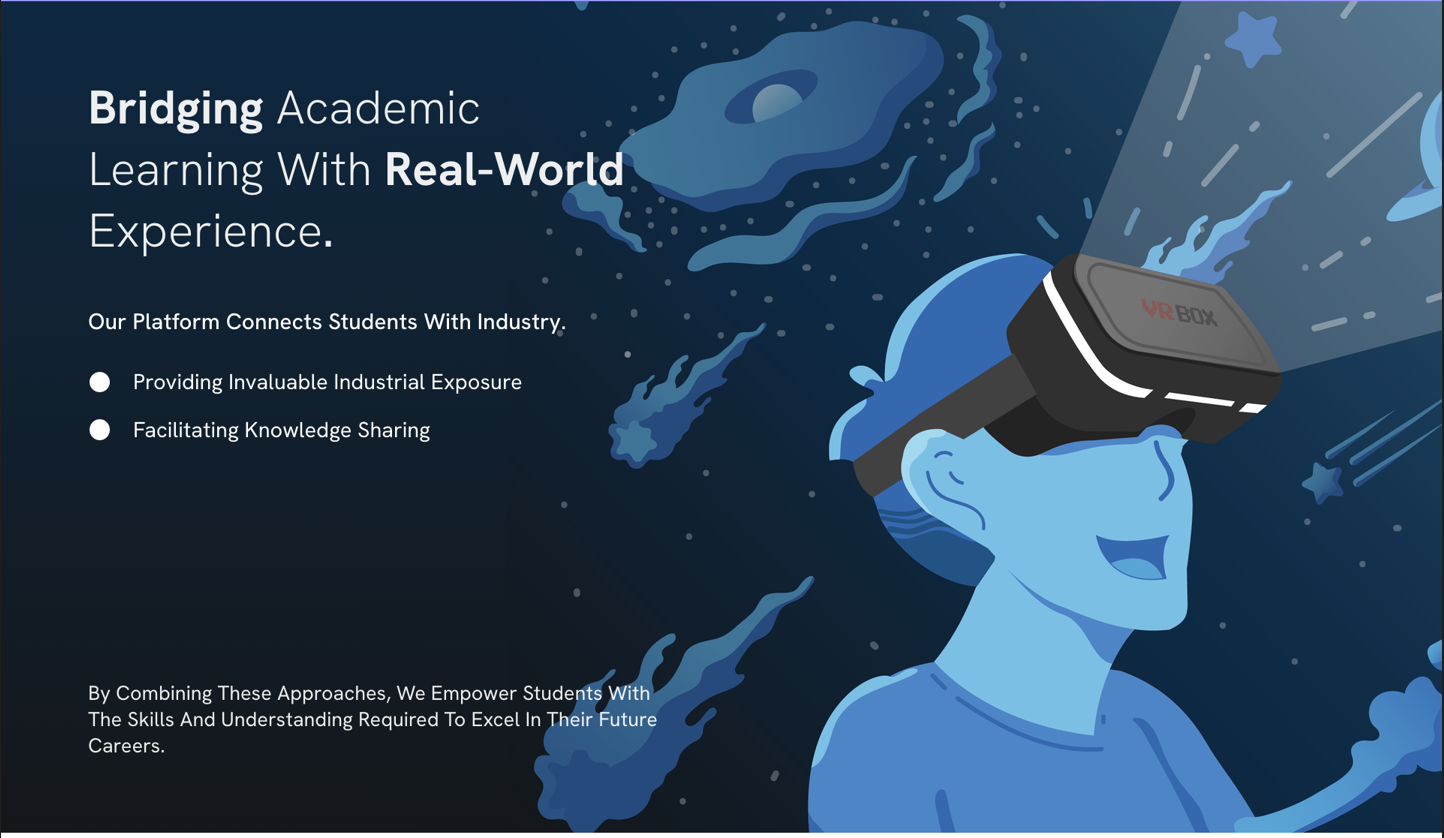 Bridging Academic
Learning With Real-World
Experience.
Our Platform Connects Students With Industry.
Providing Invaluable Industrial Exposure
Facilitating Knowledge Sharing
VR BOX
By Combining These Approaches, We Empower Students With
The Skills And Understanding Required To Excel In Their Future
Careers.